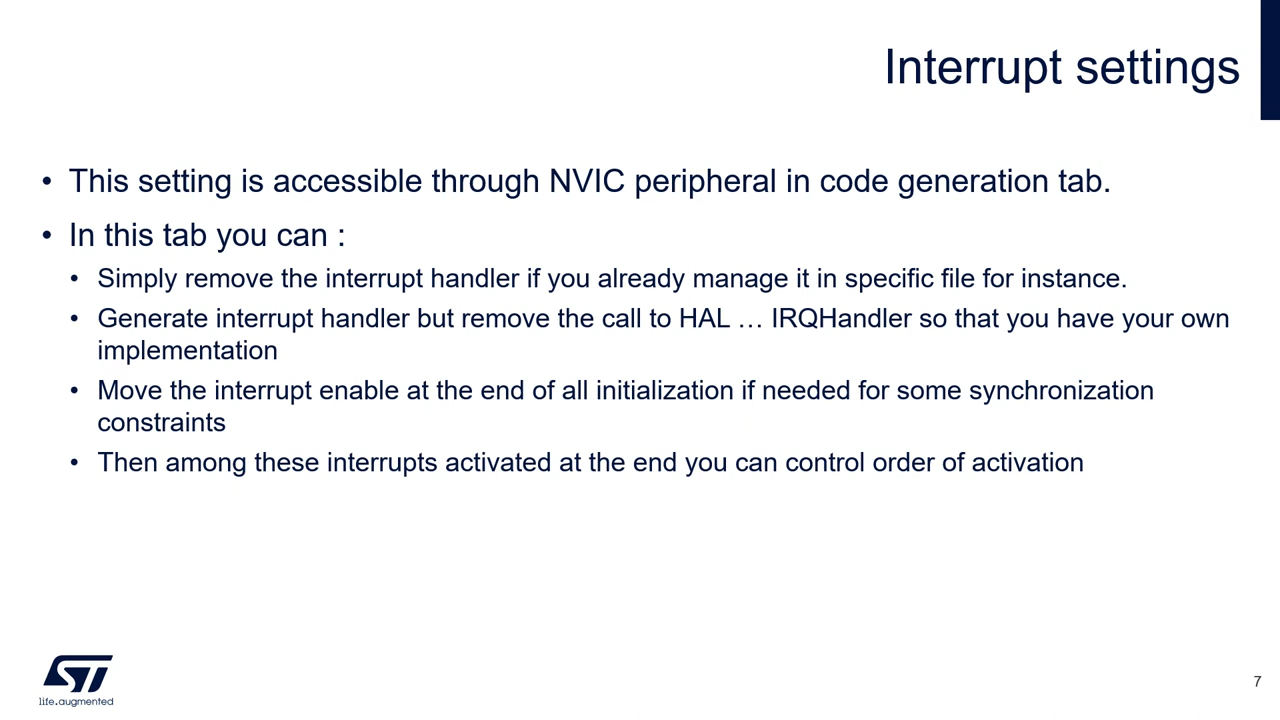 Interrupt settings
• This setting is accessible through NVIC peripheral in code generation tab.
• In this tab you can :
• Simply remove the interrupt handler if you already manage it in specific file for instance.
• Generate interrupt handler but remove the call to HAL … IRQHandler so that you have your own
implementation
• Move the interrupt enable at the end of all initialization if needed for some synchronization
constraints
• Then among these interrupts activated at the end you can control order of activation
ST
life.augmented
7